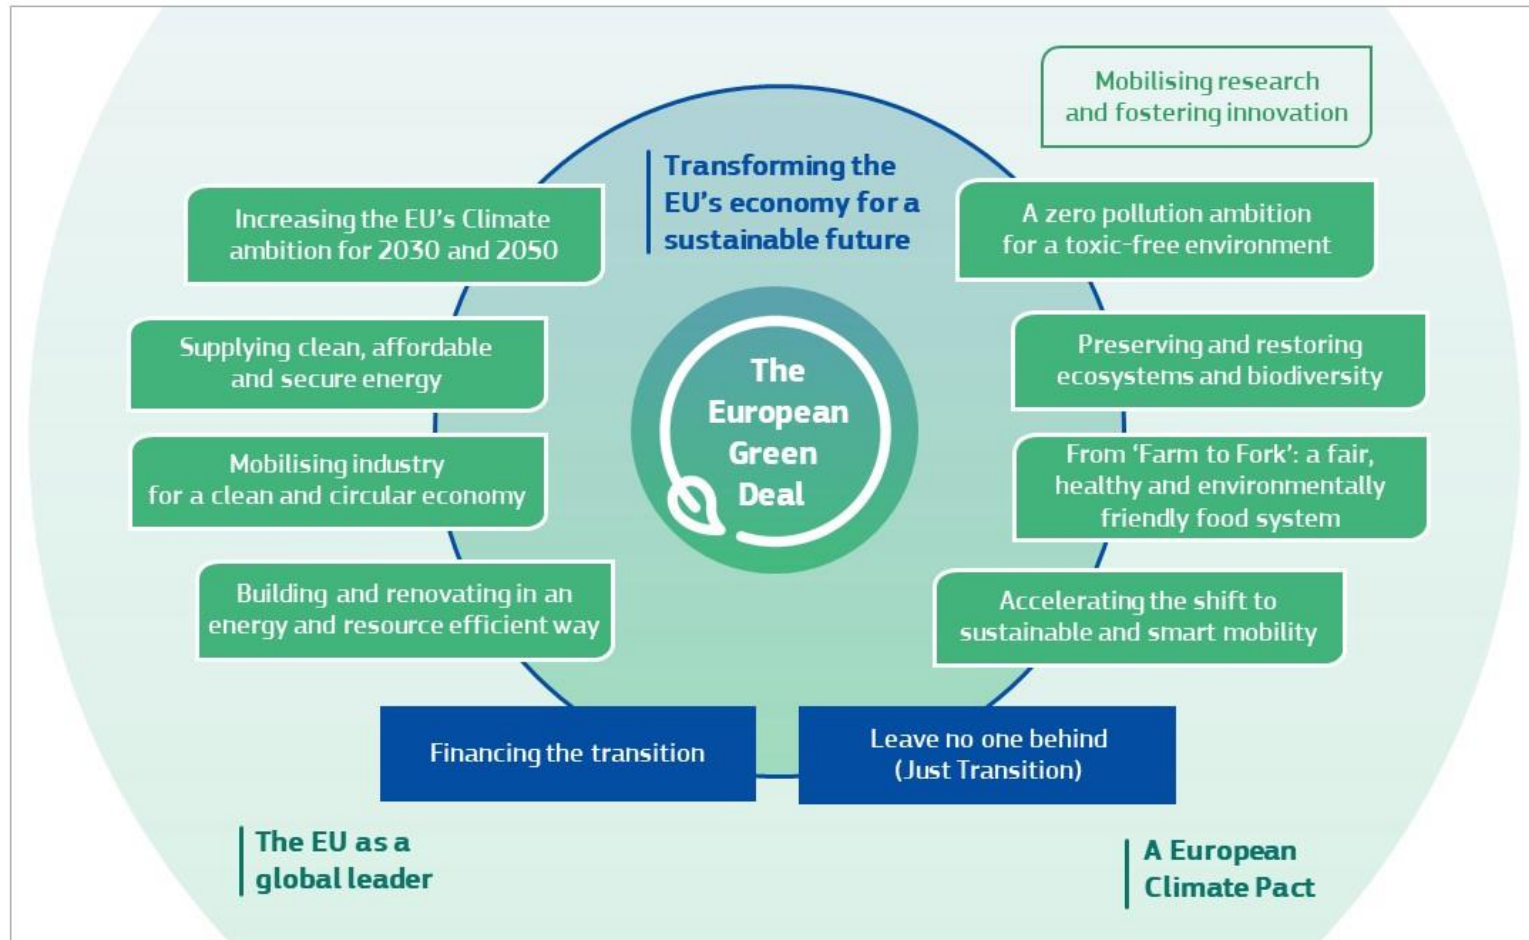 Mobilising research
and fostering innovation
Transforming the
EU's economy for a
sustainable future
Increasing the EU's Climate
ambition for 2030 and 2050
A zero pollution ambition
for a toxic-free environment
Supplying clean, affordable
and secure energy
Preserving and restoring
ecosystems and biodiversity
The
European
Green
Deal
Mobilising industry
for a clean and circular economy
From ‘Farm to Fork’: a fair,
healthy and environmentally
friendly food system
Building and renovating in an
energy and resource efficient way
Accelerating the shift to
sustainable and smart mobility
Financing the transition
Leave no one behind
(Just Transition)
The EU as a
global leader
A European
Climate Pact